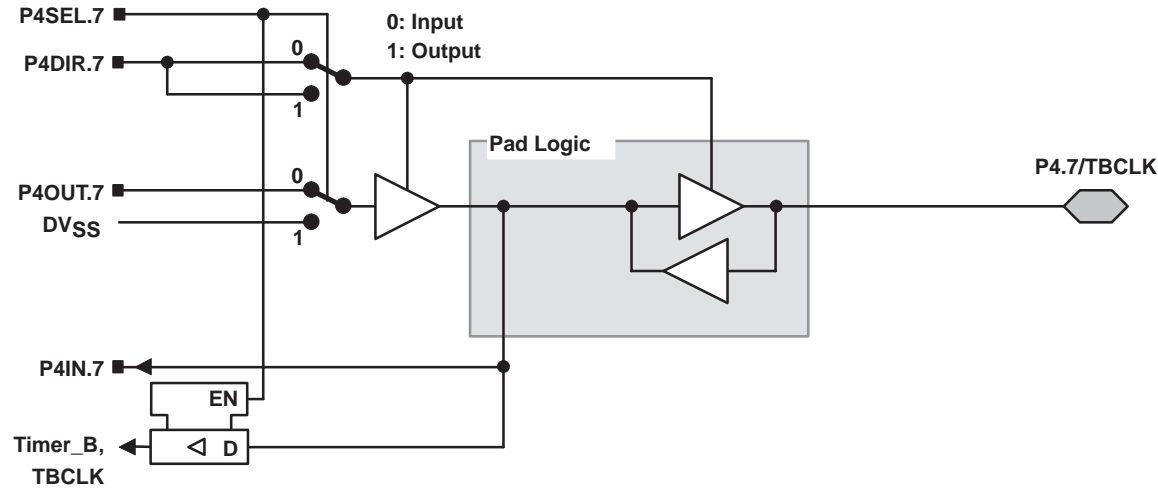 P4SEL.7
0: Input
1: Output
P4DIR.7
0
1
Pad Logic
P4.7/TBCLK
P4OUT.7
0
DVSS
1
P4IN.7
EN
D
Timer_B,
TBCLK